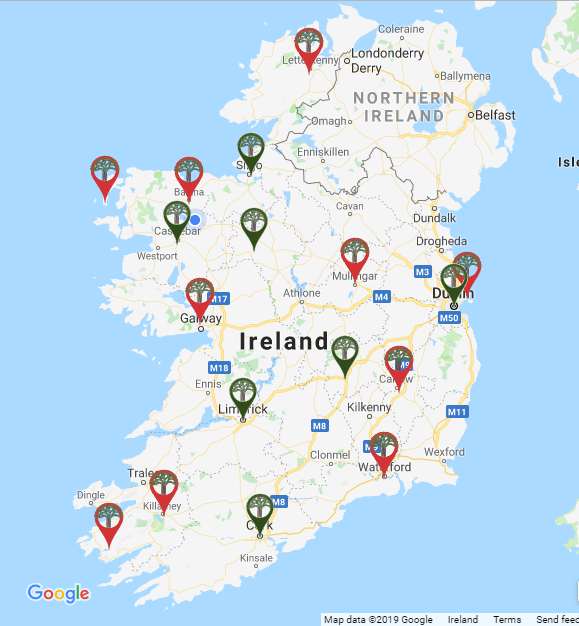 Coleraine
Londonderry
Derry
Letterkenny
Ballymena
NORTHERN
IRELAND
Belfast
Omagh
Enniskillen
Sligo
Isle
Ballina
Castlebar
Cavan
Dundalk
Westport
Drogheda
Mullingar
M3
Dublin
M17
Athlone
M4
Galway
M50
Ireland
M18
M9
Carlow
Ennis
Limerick
Kilkenny
M11
M8
Clonmel
M9
Wexford
Waterford
Tralee
Dingle
Killarney
M8
Cork
Kinsale
Google
Map data ©2019 Google Ireland Terms Send feed